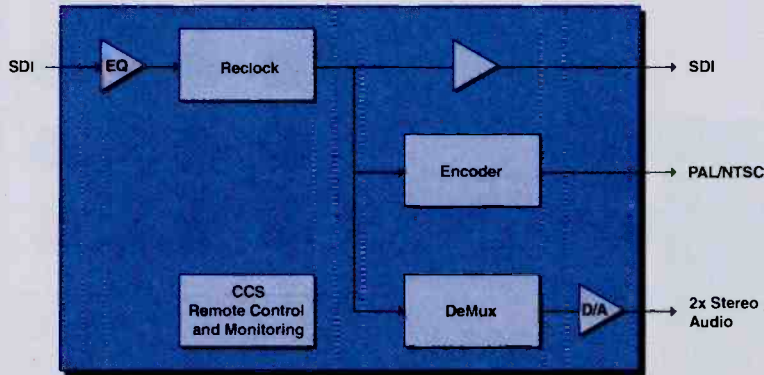 SDI
EQ
Reclock
SDI
Encoder
PAL/NTSC
CCS
Remote Control
and Monitoring
DeMux
D/A
2x Stereo
Audio